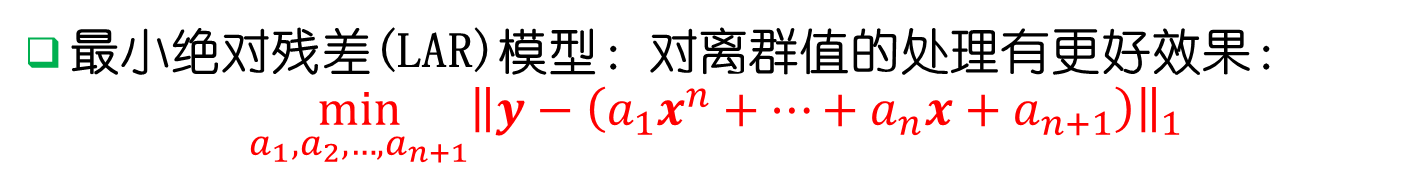 最小绝对残差(LAR)模型：对离群值的处理有更好效果：
min ‖y − (a₁xⁿ + ⋯ + aₙx + aₙ₊₁)‖₁
a₁,a₂,…,aₙ₊₁